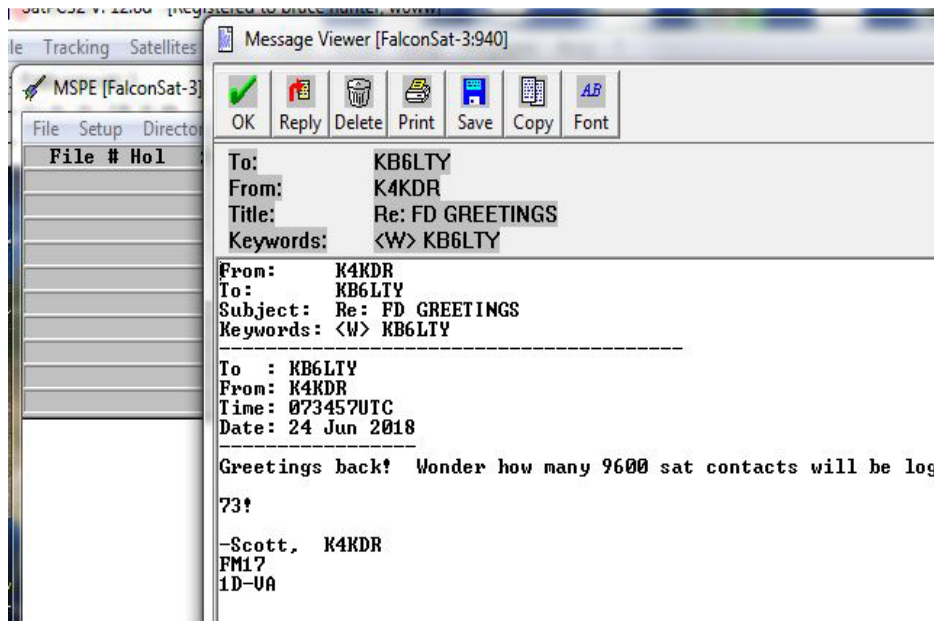 Tracking Satellites
Message Viewer [FalconSat-3:940]
MSPE [FalconSat-3]
OK Reply Delete Print Save Copy Font
File Setup
File # Hol
To: KB6LTY
From: K4KDR
Title: Re: FD GREETINGS
Keywords: <W> KB6LTY
From: K4KDR
To: KB6LTY
Subject: Re: FD GREETINGS
Keywords: <W> KB6LTY
To : KB6LTY
From: K4KDR
Time: 073457UTC
Date: 24 Jun 2018
Greetings back! Wonder how many 9600 sat contacts will be log
73!
-Scott, K4KDR
FM17
1D-VA